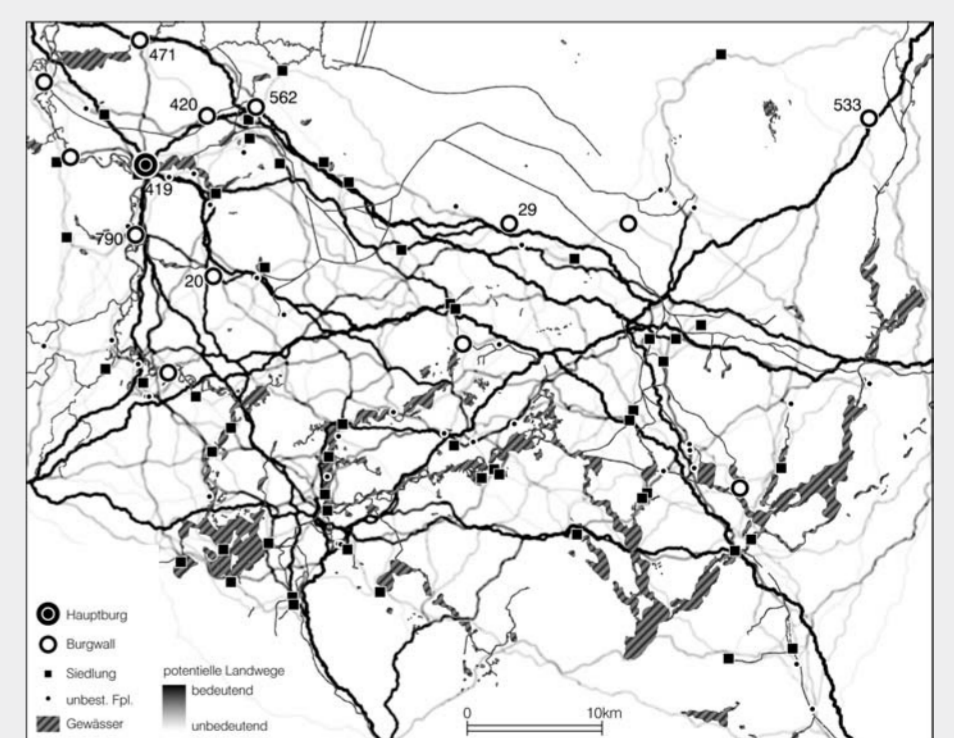 471
420
562
533
419
29
790
20
Hauptburg
Burgwall
Siedlung
unbest. Fpl.
Gewässer
potentielle Landwege
bedeutend
unbedeutend
0
10km